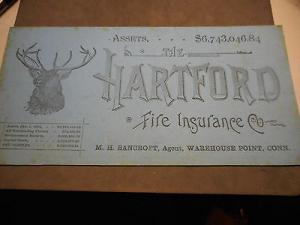 ASSETS, . . . $6,743,046.84
THE
HARTFORD
Fire Insurance Co
M. H. BANCROFT, Agent, WAREHOUSE POINT, CONN.